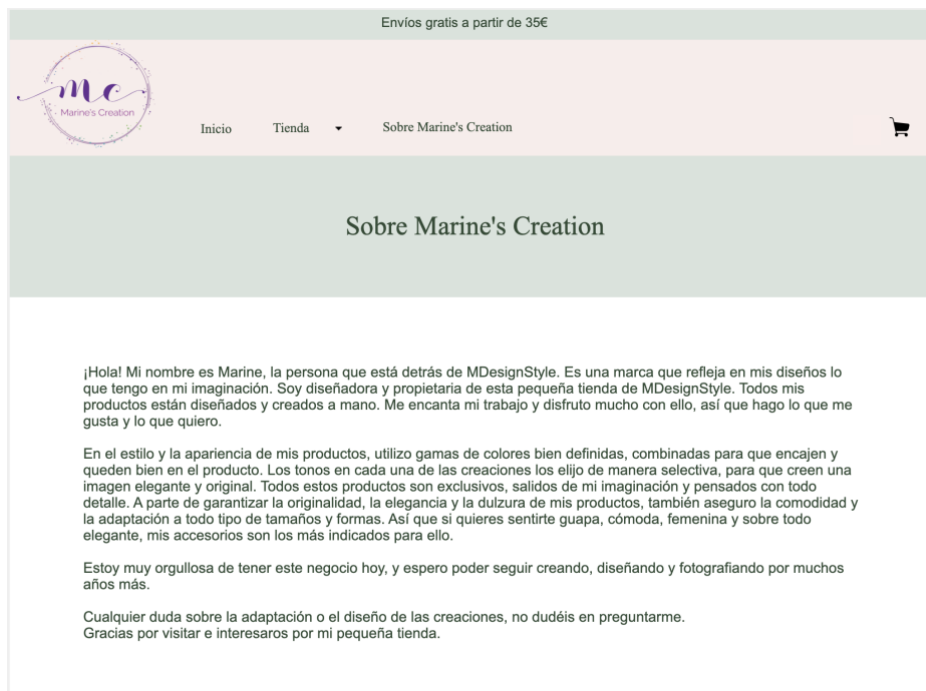 Envíos gratis a partir de 35€
mc
Marine's Creation
Inicio
Tienda
Sobre Marine's Creation
Sobre Marine's Creation
¡Hola! Mi nombre es Marine, la persona que está detrás de MDesignStyle. Es una marca que refleja en mis diseños lo
que tengo en mi imaginación. Soy diseñadora y propietaria de esta pequeña tienda de MDesignStyle. Todos mis
productos están diseñados y creados a mano. Me encanta mi trabajo y disfruto mucho con ello, así que hago lo que me
gusta y lo que quiero.
En el estilo y la apariencia de mis productos, utilizo gamas de colores bien definidas, combinadas para que encajen y
queden bien en el producto. Los tonos en cada una de las creaciones los elijo de manera selectiva, para que creen una
imagen elegante y original. Todos estos productos son exclusivos, salidos de mi imaginación y pensados con todo
detalle. A parte de garantizar la originalidad, la elegancia y la dulzura de mis productos, también aseguro la comodidad y
la adaptación a todo tipo de tamaños y formas. Así que si quieres sentirte guapa, cómoda, femenina y sobre todo
elegante, mis accesorios son los más indicados para ello.
Estoy muy orgullosa de tener este negocio hoy, y espero poder seguir creando, diseñando y fotografiando por muchos
años más.
Cualquier duda sobre la adaptación o el diseño de las creaciones, no dudéis en preguntarme.
Gracias por visitar e interesaros por mi pequeña tienda.